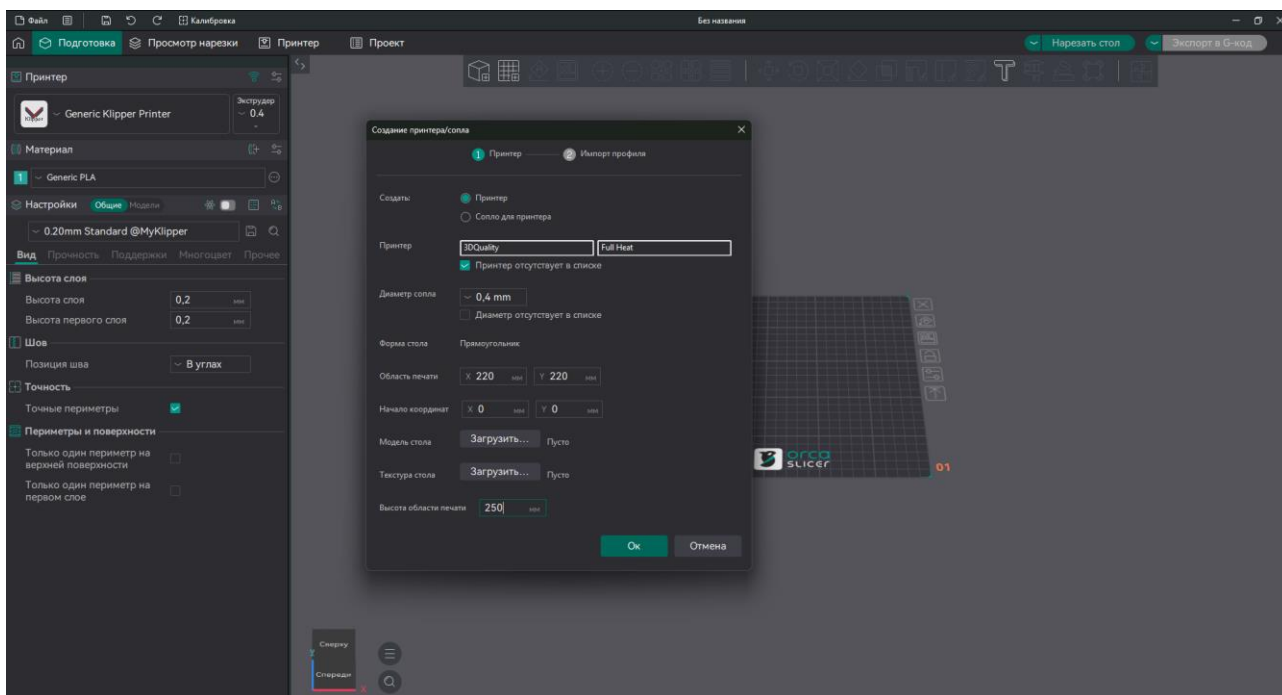 Файл Калибровка Без названия
Подготовка Просмотр нарезки Принтер Проект Нарезать стол Экспорт в G-код
Принтер
Generic Klipper Printer
Экструдер
0.4
Материал
1 Generic PLA
Настройки Общие Модели
0.20mm Standard @MyKlipper
Вид Прочность Поддержки Многоцвет Прочее
Высота слоя
Высота слоя 0,2 мм
Высота первого слоя 0,2 мм
Шов
Позиция шва В углах
Точность
Точные периметры
Периметры и поверхности
Только один периметр на
верхней поверхности
Только один периметр на
первом слое
Создание принтера/сопла
1 Принтер 2 Импорт профиля
Создать: Принтер
Сопло для принтера
Принтер 3DQuality Full Heat
Принтер отсутствует в списке
Диаметр сопла 0,4 mm
Диаметр отсутствует в списке
Форма стола Прямоугольник
Область печати X 220 мм Y 220 мм
Начало координат X 0 мм Y 0 мм
Модель стола Загрузить... Пусто
Текстура стола Загрузить... Пусто
Высота области печати 250 мм
Ок Отмена
orca
slicer
01
Сверху
Спереди
X